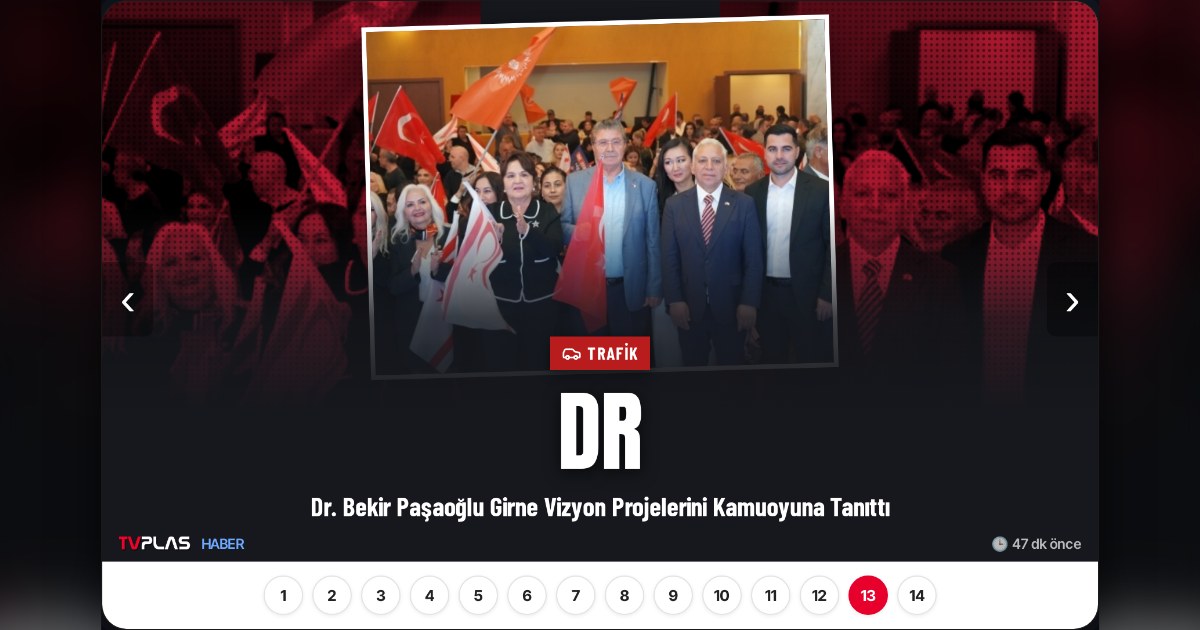 TRAFİK
DR
Dr. Bekir Paşaoğlu Girne Vizyon Projelerini Kamuoyuna Tanıttı
TVPLAS HABER
47 dk önce
1 2 3 4 5 6 7 8 9 10 11 12 13 14